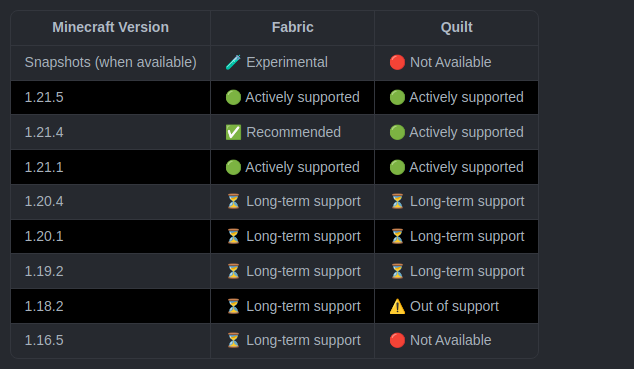 Minecraft Version Fabric Quilt
Snapshots (when available) 🧪 Experimental 🔴 Not Available
1.21.5 🟢 Actively supported 🟢 Actively supported
1.21.4 ✅ Recommended 🟢 Actively supported
1.21.1 🟢 Actively supported 🟢 Actively supported
1.20.4 ⏳ Long-term support ⏳ Long-term support
1.20.1 ⏳ Long-term support ⏳ Long-term support
1.19.2 ⏳ Long-term support ⏳ Long-term support
1.18.2 ⏳ Long-term support ⚠️ Out of support
1.16.5 ⏳ Long-term support 🔴 Not Available